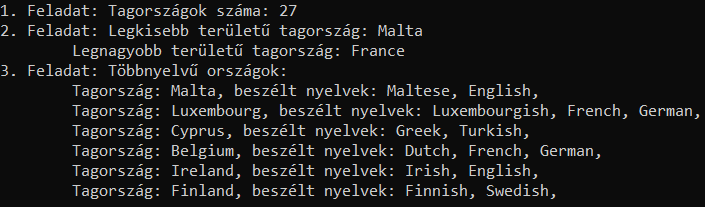 1. Feladat: Tagországok száma: 27
2. Feladat: Legkisebb területű tagország: Malta
Legnagyobb területű tagország: France
3. Feladat: Többnyelvű országok:
Tagország: Malta, beszélt nyelvek: Maltese, English,
Tagország: Luxembourg, beszélt nyelvek: Luxembourgish, French, German,
Tagország: Cyprus, beszélt nyelvek: Greek, Turkish,
Tagország: Belgium, beszélt nyelvek: Dutch, French, German,
Tagország: Ireland, beszélt nyelvek: Irish, English,
Tagország: Finland, beszélt nyelvek: Finnish, Swedish,